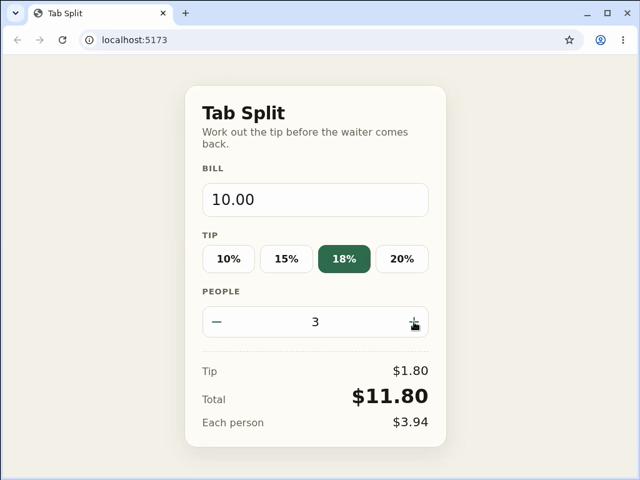 Tab Split
localhost:5173
Tab Split
Work out the tip before the waiter comes
back.
BILL
10.00
TIP
10% 15% 18% 20%
PEOPLE
− 3 +
Tip $1.80
Total $11.80
Each person $3.94